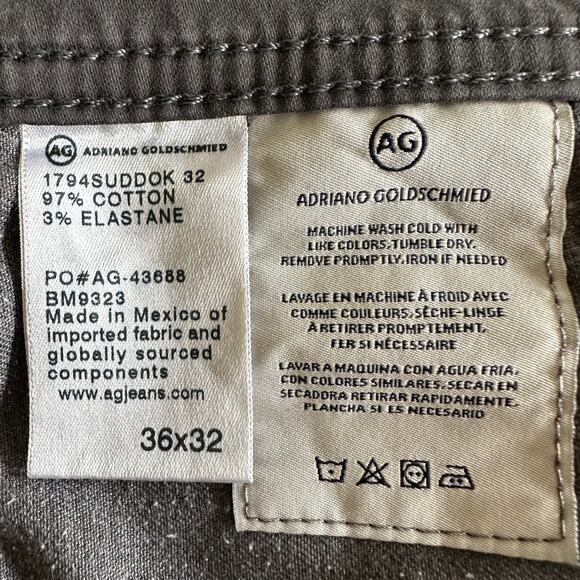 AG ADRIANO GOLDSCHMIED
1794SUDDOK 32
97% COTTON
3% ELASTANE
PO#AG-43688
BM9323
Made in Mexico of
imported fabric and
globally sourced
components
www.agjeans.com
36x32
AG
ADRIANO GOLDSCHMIED
MACHINE WASH COLD WITH
LIKE COLORS. TUMBLE DRY.
REMOVE PROMPTLY. IRON IF NEEDED
LAVAGE EN MACHINE À FROID AVEC
COMME COULEURS. SÈCHE-LINGE
À RETIRER PROMPTEMENT.
FER SI NÉCESSAIRE
LAVAR A MAQUINA CON AGUA FRIA.
CON COLORES SIMILARES. SECAR EN
SECADORA RETIRAR RAPIDAMENTE.
PLANCHA SI ES NECESARIO